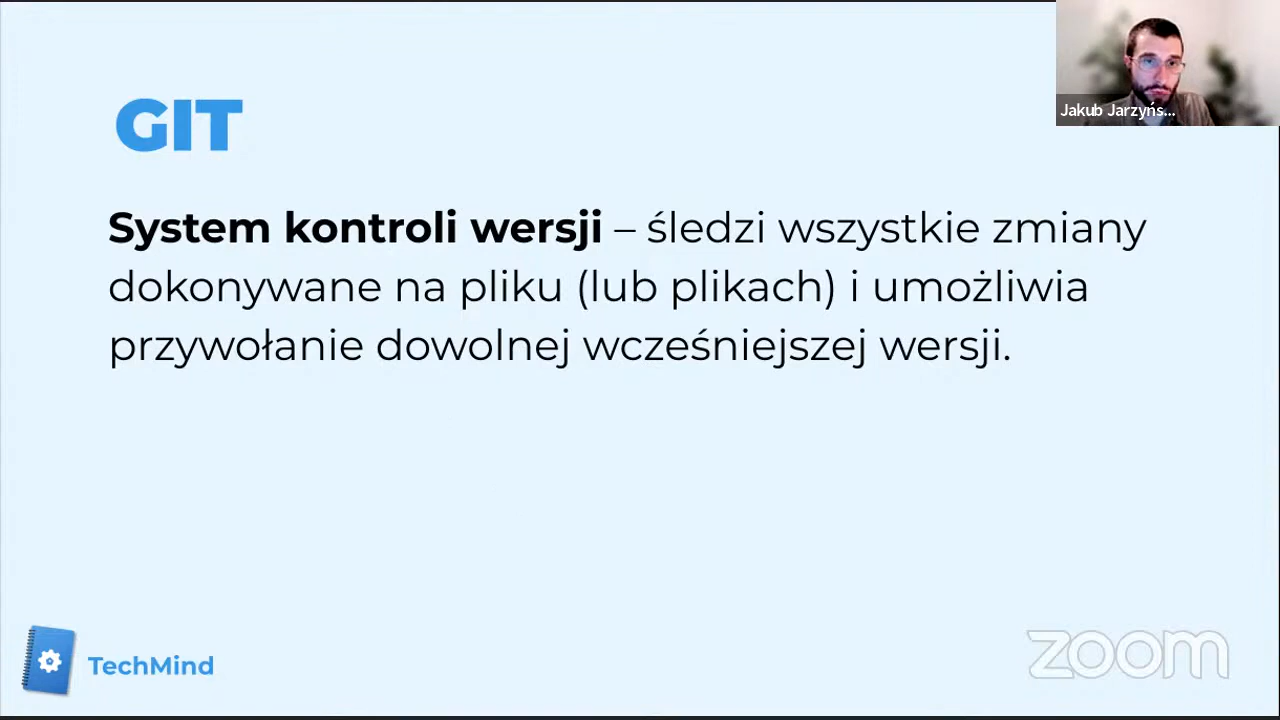 GIT
System kontroli wersji – śledzi wszystkie zmiany
dokonywane na pliku (lub plikach) i umożliwia
przywołanie dowolnej wcześniejszej wersji.
Jakub Jarzyńs...
TechMind
zoom